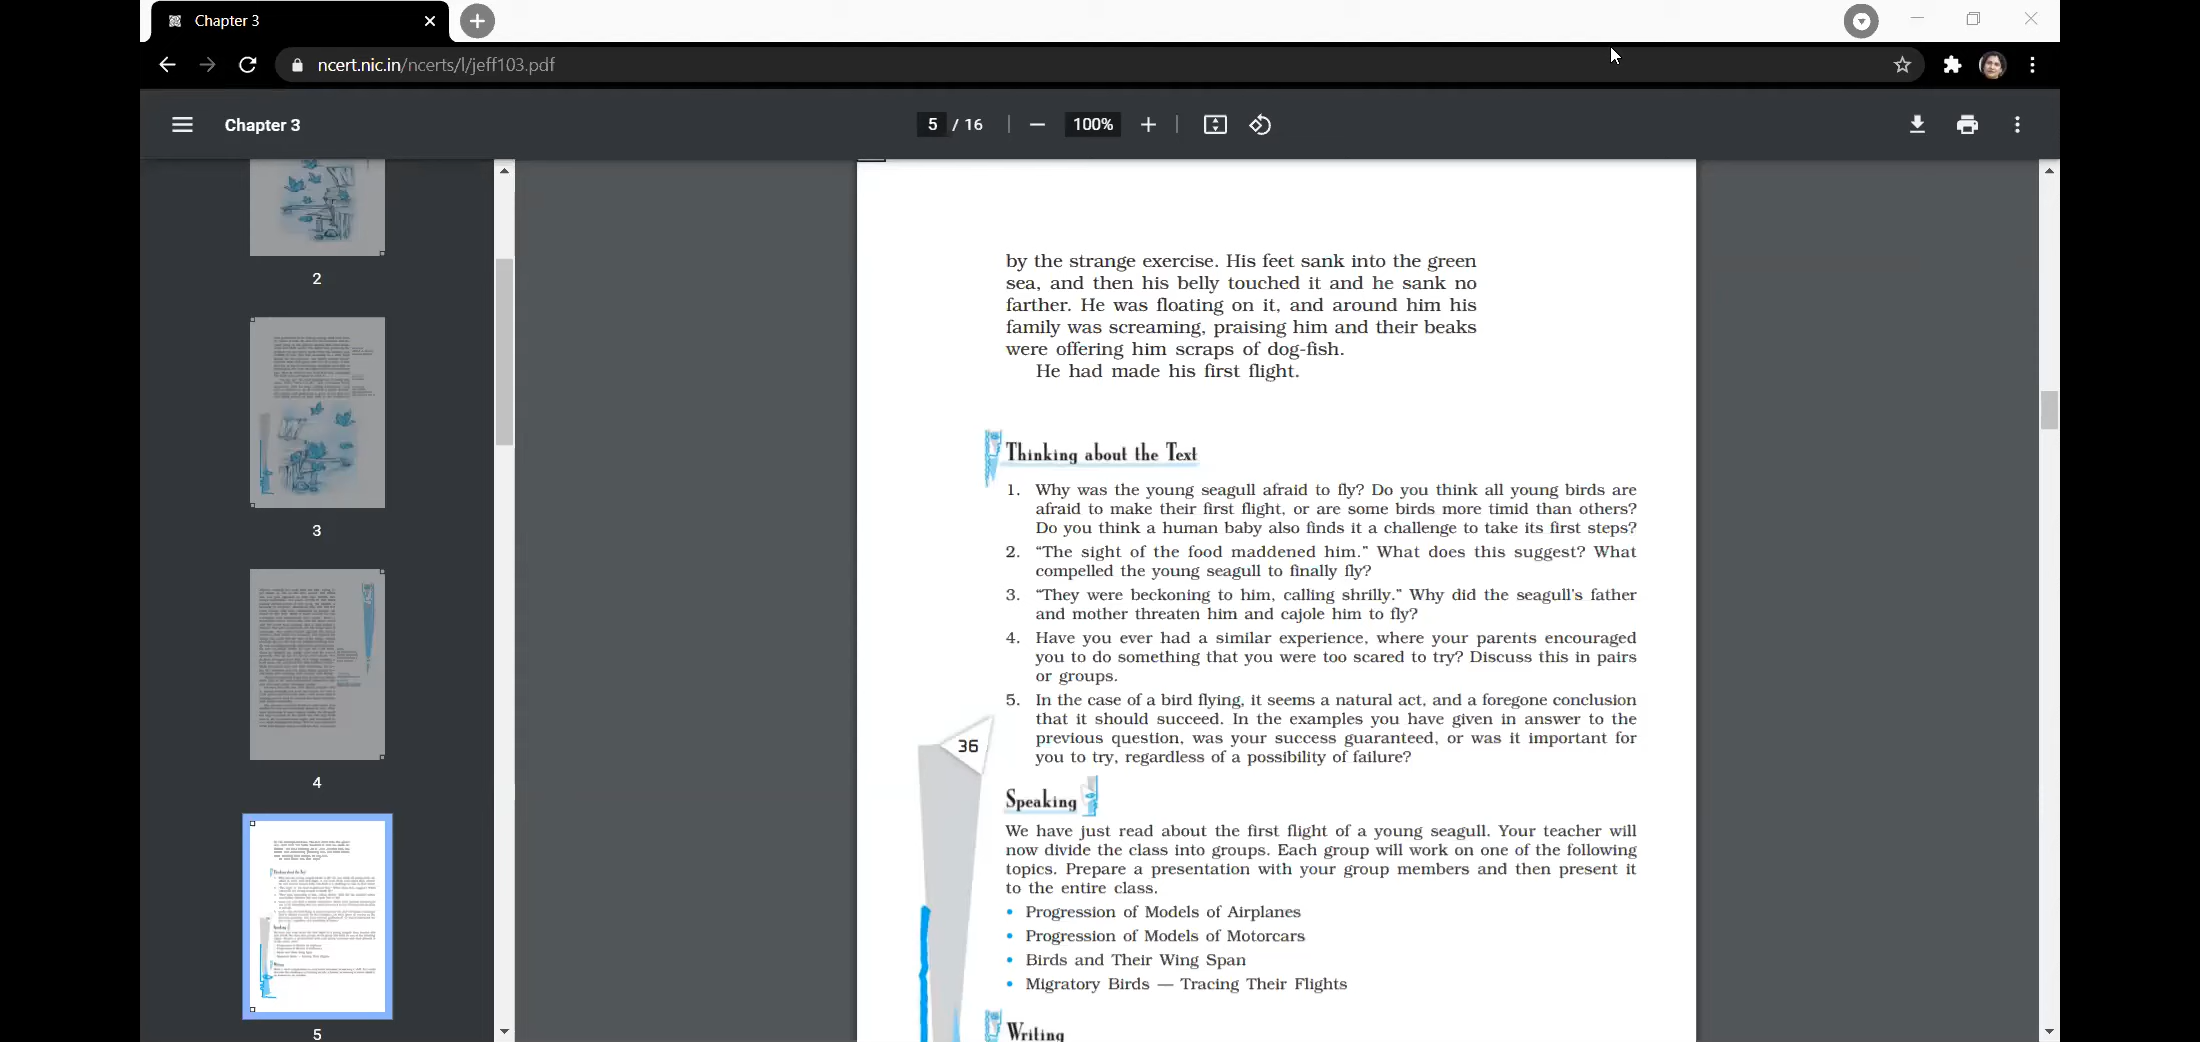 Chapter 3
ncert.nic.in/ncerts/l/jeff103.pdf
Chapter 3
5 / 16
100%
2
3
4
5
by the strange exercise. His feet sank into the green
sea, and then his belly touched it and he sank no
farther. He was floating on it, and around him his
family was screaming, praising him and their beaks
were offering him scraps of dog-fish.
He had made his first flight.
Thinking about the Text
1. Why was the young seagull afraid to fly? Do you think all young birds are
afraid to make their first flight, or are some birds more timid than others?
Do you think a human baby also finds it a challenge to take its first steps?
2. “The sight of the food maddened him.” What does this suggest? What
compelled the young seagull to finally fly?
3. “They were beckoning to him, calling shrilly.” Why did the seagull’s father
and mother threaten him and cajole him to fly?
4. Have you ever had a similar experience, where your parents encouraged
you to do something that you were too scared to try? Discuss this in pairs
or groups.
5. In the case of a bird flying, it seems a natural act, and a foregone conclusion
that it should succeed. In the examples you have given in answer to the
previous question, was your success guaranteed, or was it important for
you to try, regardless of a possibility of failure?
36
Speaking
We have just read about the first flight of a young seagull. Your teacher will
now divide the class into groups. Each group will work on one of the following
topics. Prepare a presentation with your group members and then present it
to the entire class.
• Progression of Models of Airplanes
• Progression of Models of Motorcars
• Birds and Their Wing Span
• Migratory Birds — Tracing Their Flights
Writing